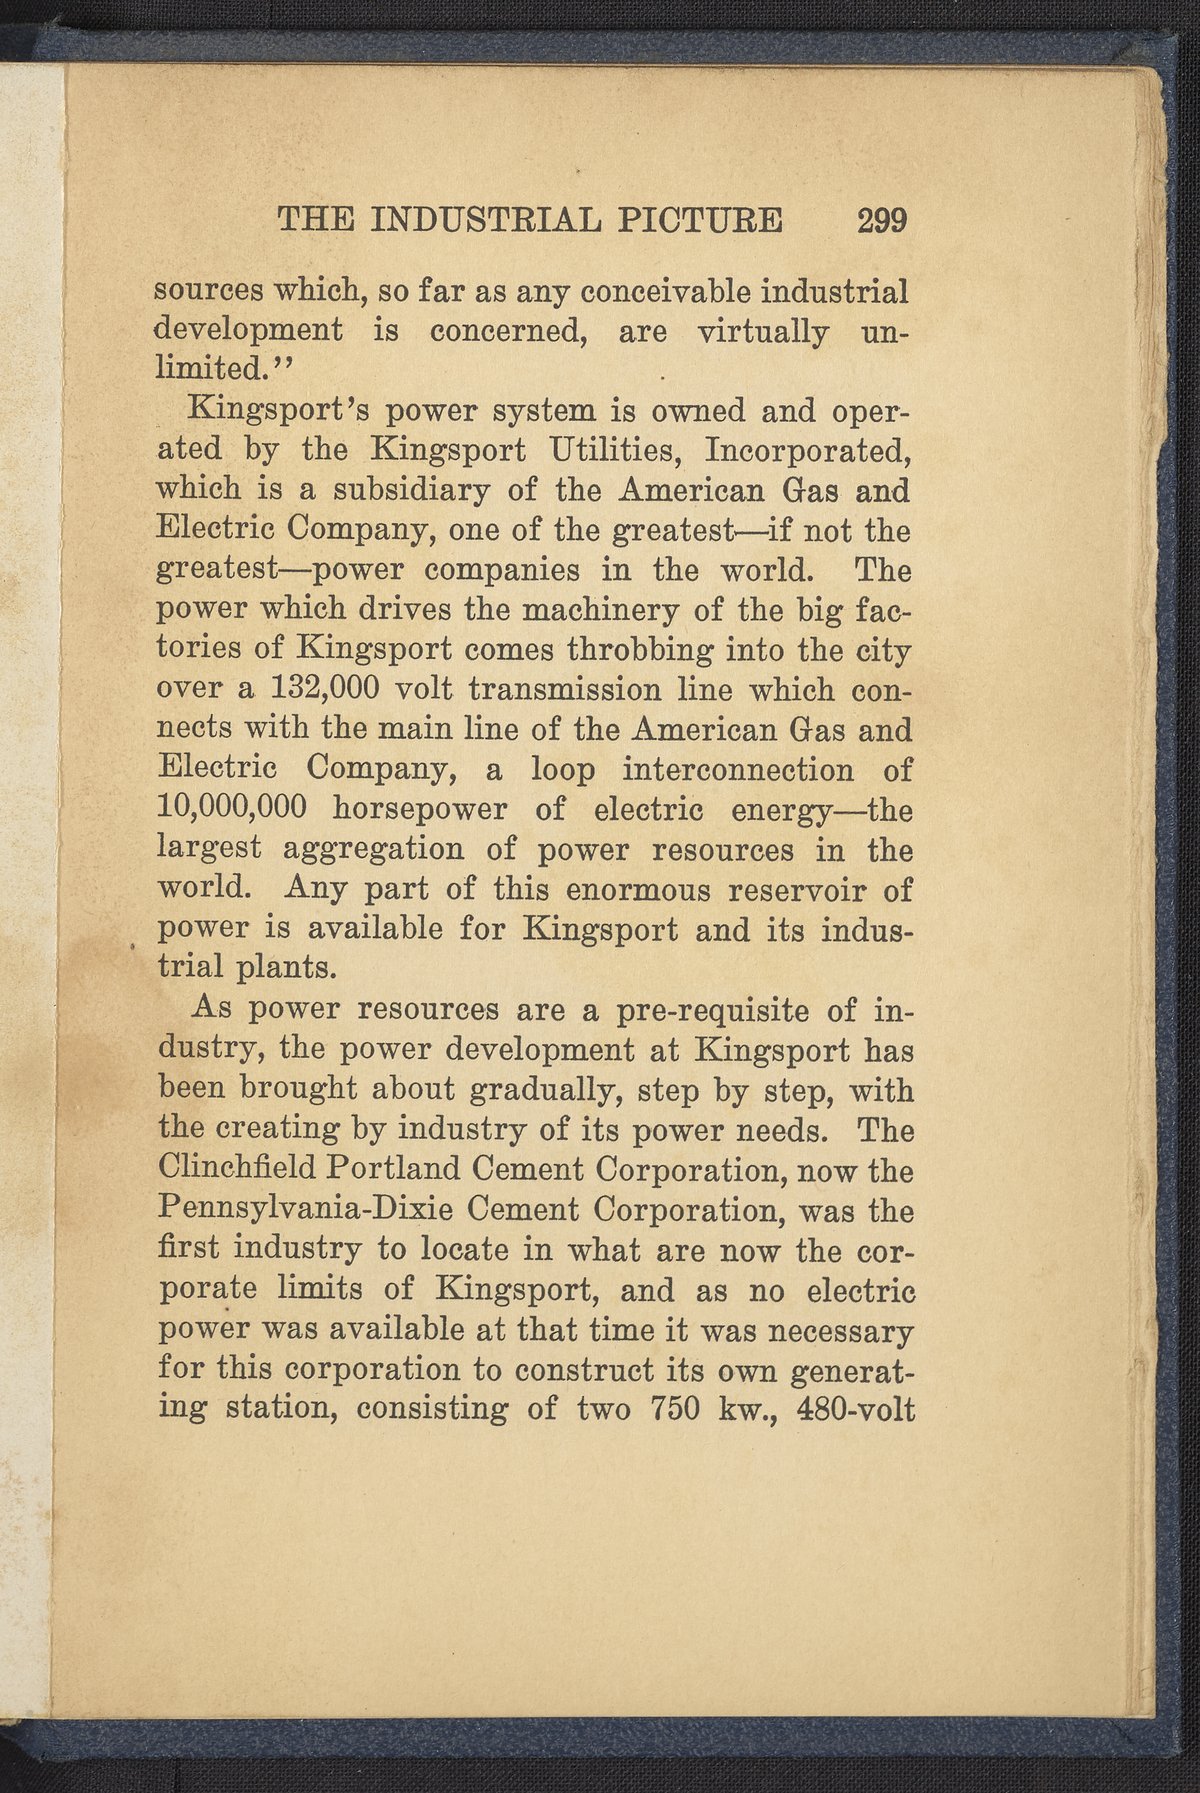 THE INDUSTRIAL PICTURE 299
sources which, so far as any conceivable industrial
development is concerned, are virtually un-
limited.”
Kingsport’s power system is owned and oper-
ated by the Kingsport Utilities, Incorporated,
which is a subsidiary of the American Gas and
Electric Company, one of the greatest—if not the
greatest—power companies in the world. The
power which drives the machinery of the big fac-
tories of Kingsport comes throbbing into the city
over a 132,000 volt transmission line which con-
nects with the main line of the American Gas and
Electric Company, a loop interconnection of
10,000,000 horsepower of electric energy—the
largest aggregation of power resources in the
world. Any part of this enormous reservoir of
power is available for Kingsport and its indus-
trial plants.
As power resources are a pre-requisite of in-
dustry, the power development at Kingsport has
been brought about gradually, step by step, with
the creating by industry of its power needs. The
Clinchfield Portland Cement Corporation, now the
Pennsylvania-Dixie Cement Corporation, was the
first industry to locate in what are now the cor-
porate limits of Kingsport, and as no electric
power was available at that time it was necessary
for this corporation to construct its own generat-
ing station, consisting of two 750 kw., 480-volt